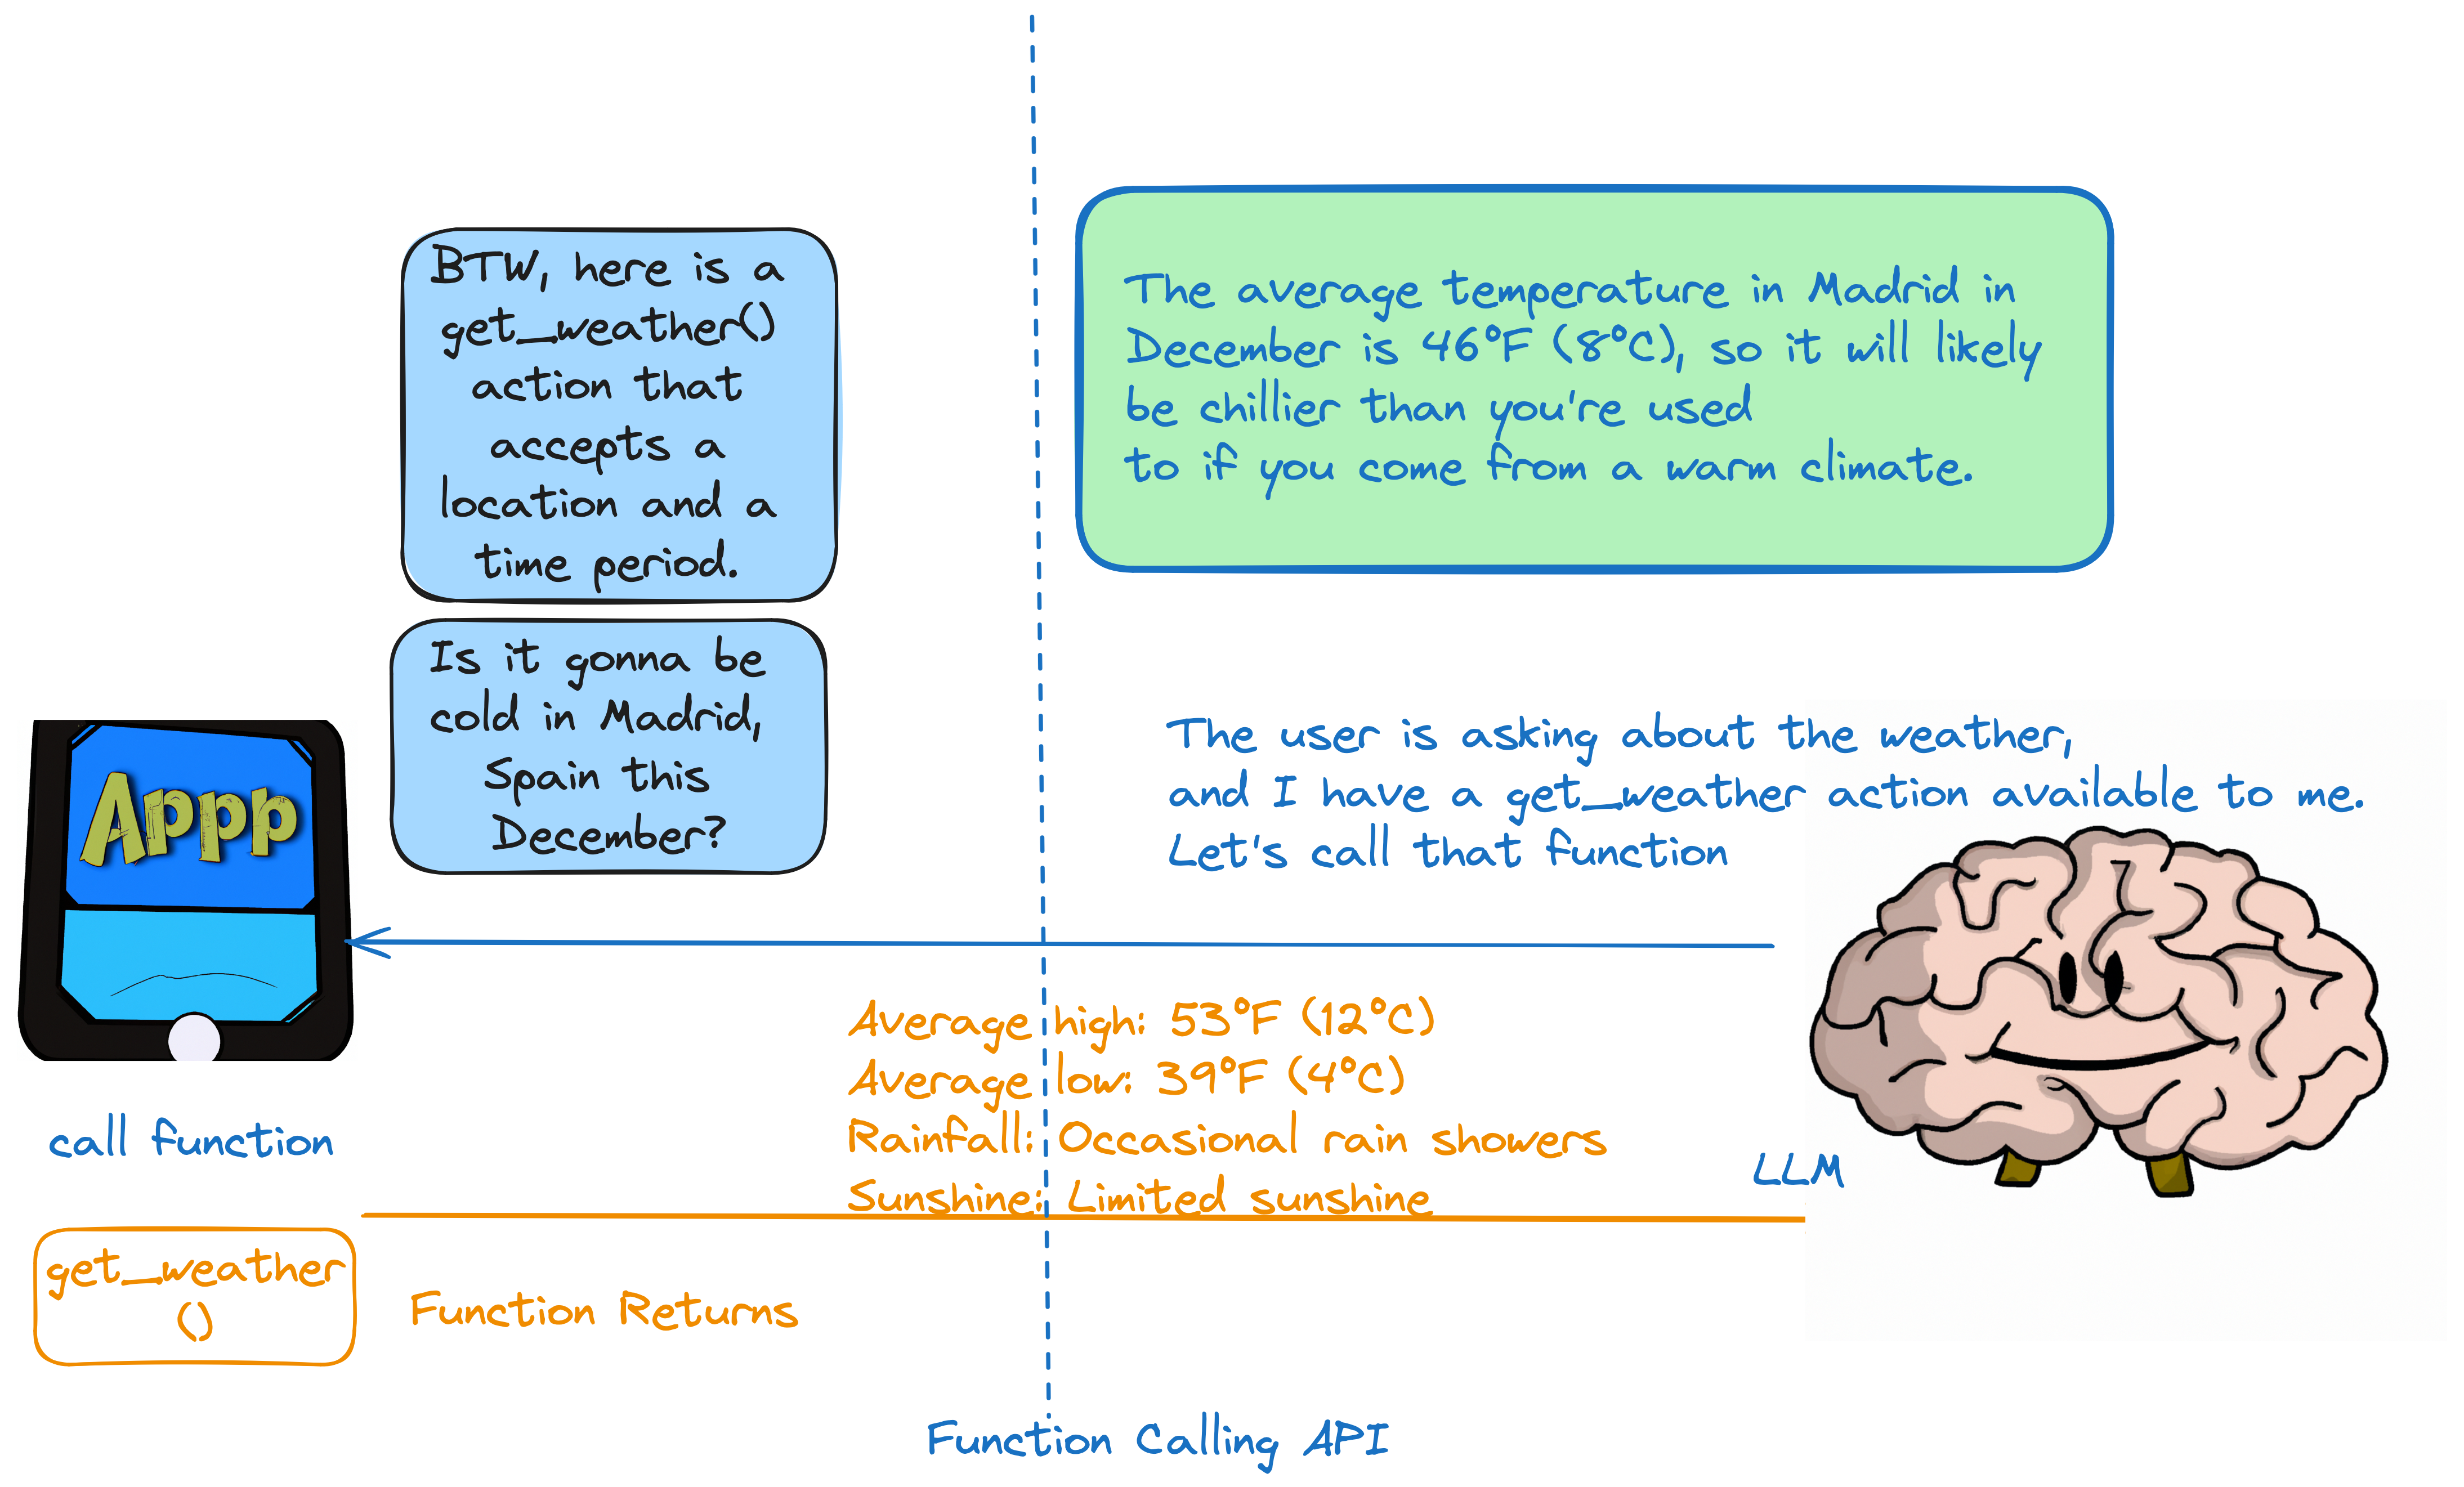 BTW, here is a
get_weather()
action that
accepts a
location and a
time period.
The average temperature in Madrid in
December is 46°F (8°C), so it will likely
be chillier than you're used
to if you come from a warm climate.
Is it gonna be
cold in Madrid,
Spain this
December?
The user is asking about the weather,
and I have a get_weather action available to me.
Let's call that function
Appp
Average high: 53°F (12°C)
Average low: 39°F (4°C)
Rainfall: Occasional rain showers
Sunshine: Limited sunshine
call function
LLM
get_weather
()
Function Returns
Function Calling API